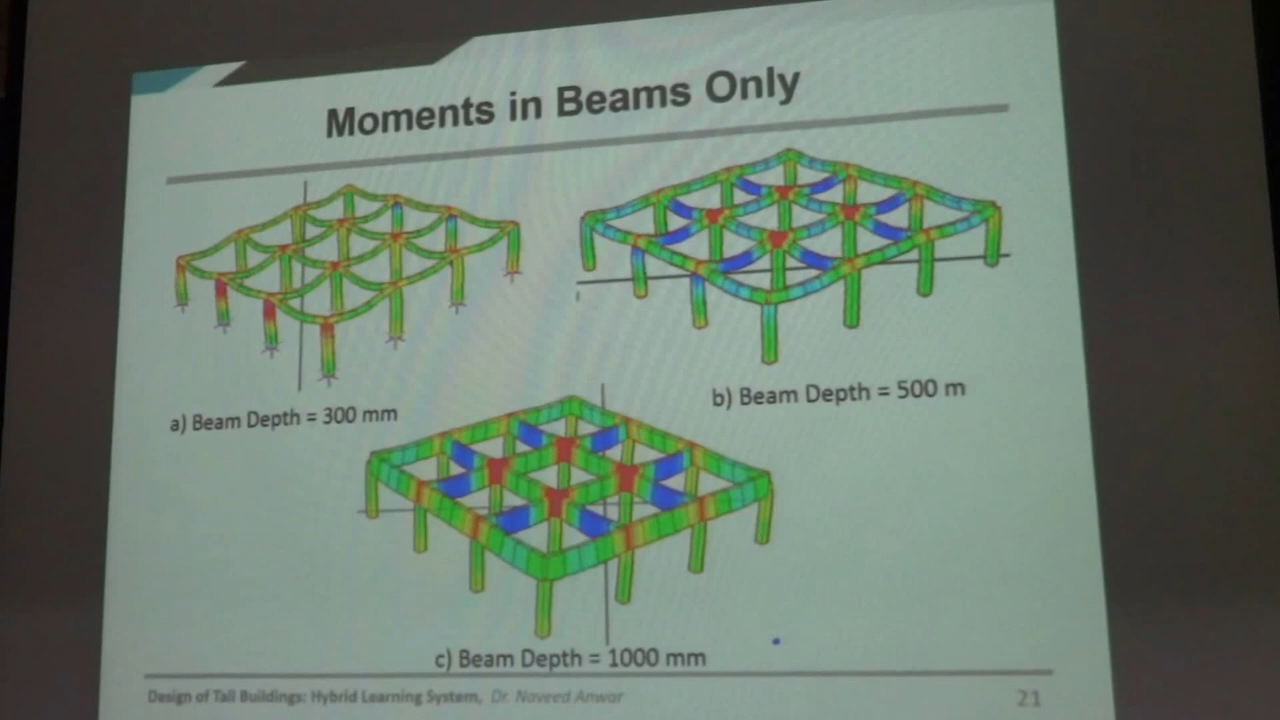 Moments in Beams Only
a) Beam Depth = 300 mm
b) Beam Depth = 500 m
c) Beam Depth = 1000 mm
Design of Tall Buildings: Hybrid Learning System, Dr. Naveed Anwar
21